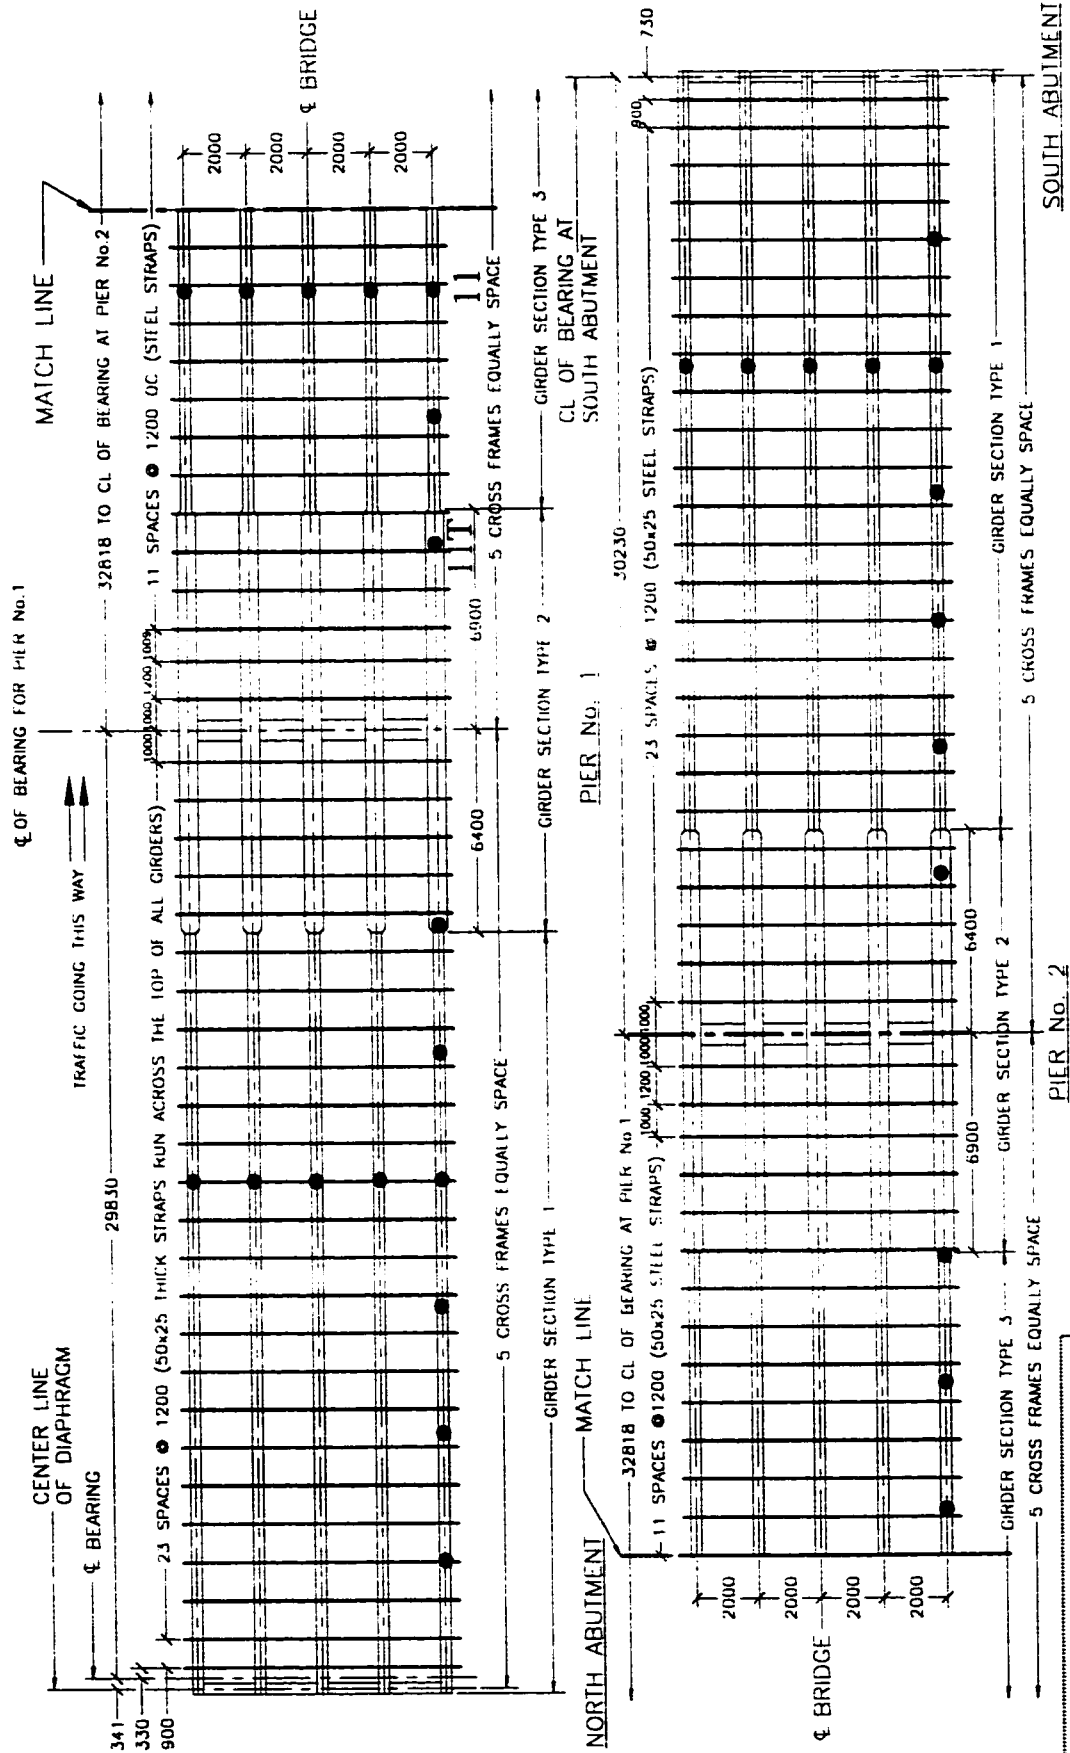 ℄ OF BEARING FOR PIER No.1
TRAFFIC GOING THIS WAY
MATCH LINE
CENTER LINE
OF DIAPHRAGM
℄ BEARING
29830
32818 TO CL OF BEARING AT PIER No.2
341
330
900
23 SPACES @ 1200 (50x25 THICK STRAPS RUN ACROSS THE TOP OF ALL GIRDERS)
1000
1000
1200
1009
11 SPACES @ 1200 OC (STEEL STRAPS)
℄ BRIDGE
2000
2000
2000
2000
11
11T
6400
6900
5 CROSS FRAMES EQUALLY SPACE
5 CROSS FRAMES EQUALLY SPACE
GIRDER SECTION TYPE 1
GIRDER SECTION TYPE 2
GIRDER SECTION TYPE 3
NORTH ABUTMENT
PIER No. 1
CL OF BEARING AT
SOUTH ABUTMENT
MATCH LINE
32818 TO CL OF BEARING AT PIER No 1
30230
730
11 SPACES @1200 (50x25 STEEL STRAPS)
1000
1200
1000
1000
23 SPACES @ 1200 (50x25 STEEL STRAPS)
900
℄ BRIDGE
2000
2000
2000
2000
6900
6400
GIRDER SECTION TYPE 3
GIRDER SECTION TYPE 2
GIRDER SECTION TYPE 1
5 CROSS FRAMES EQUALLY SPACE
5 CROSS FRAMES EQUALLY SPACE
PIER No. 2
SOUTH ABUTMENT